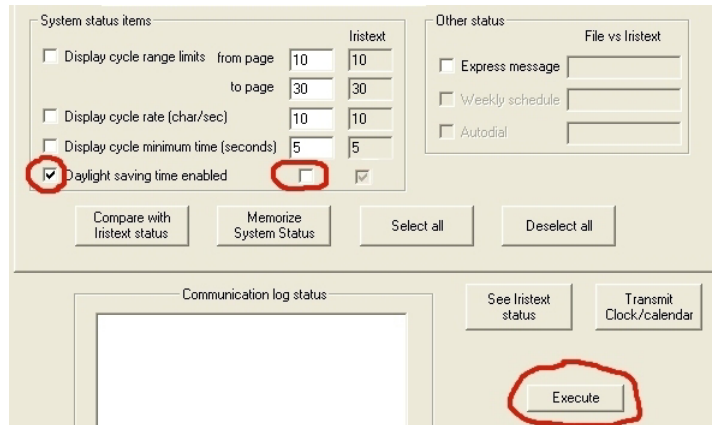 System status items
Iristext
Display cycle range limits from page 10 10
to page 30 30
Display cycle rate (char/sec) 10 10
Display cycle minimum time (seconds) 5 5
Daylight saving time enabled
Other status
File vs Iristext
Express message
Weekly schedule
Autodial
Compare with
Iristext status
Memorize
System Status
Select all
Deselect all
Communication log status
See Iristext
status
Transmit
Clock/calendar
Execute